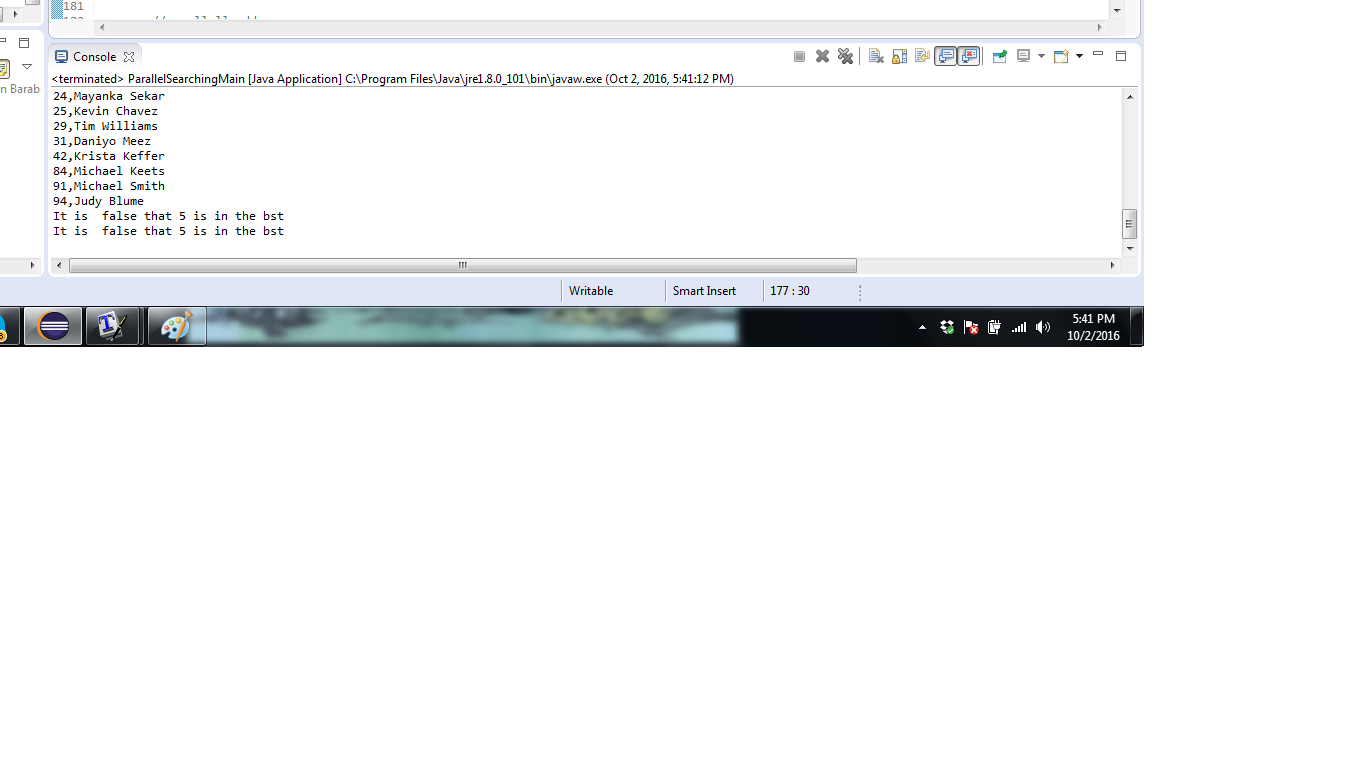 181
Console
<terminated> ParallelSearchingMain [Java Application] C:\Program Files\Java\jre1.8.0_101\bin\javaw.exe (Oct 2, 2016, 5:41:12 PM)
n Barab
24,Mayanka Sekar
25,Kevin Chavez
29,Tim Williams
31,Daniyo Meez
42,Krista Keffer
84,Michael Keets
91,Michael Smith
94,Judy Blume
It is  false that 5 is in the bst
It is  false that 5 is in the bst
Writable
Smart Insert
177 : 30
5:41 PM
10/2/2016